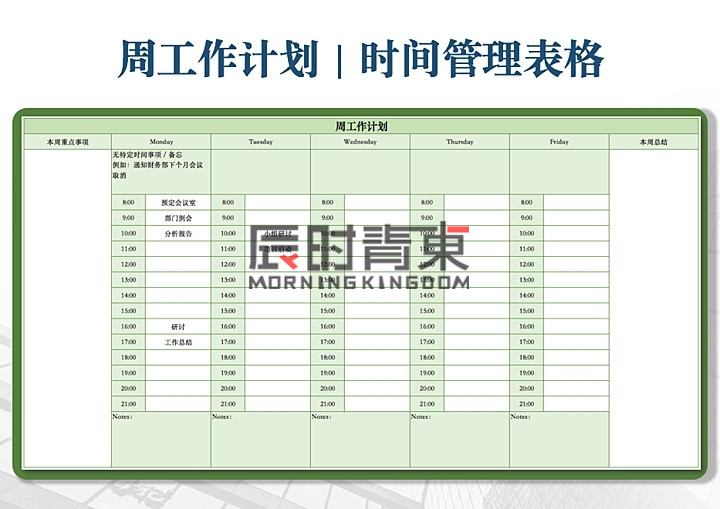 周工作计划 | 时间管理表格
周工作计划
本周重点事项 Monday Tuesday Wednesday Thursday Friday 本周总结
无特定时间事项 / 备忘
例如：通知财务部下个月会议
取消
8:00 预定会议室 8:00 8:00 8:00 8:00
9:00 部门例会 9:00 9:00 9:00 9:00
10:00 分析报告 10:00 小组研讨 10:00 10:00 10:00
11:00 11:00 11:00 11:00 11:00
12:00 12:00 12:00 12:00 12:00
13:00 13:00 13:00 13:00 13:00
14:00 14:00 14:00 14:00 14:00
15:00 15:00 15:00 15:00 15:00
16:00 研讨 16:00 16:00 16:00 16:00
17:00 工作总结 17:00 17:00 17:00 17:00
18:00 18:00 18:00 18:00 18:00
19:00 19:00 19:00 19:00 19:00
20:00 20:00 20:00 20:00 20:00
21:00 21:00 21:00 21:00 21:00
Notes: Notes: Notes: Notes: Notes:
辰时青東
MORNINGKINGDOM